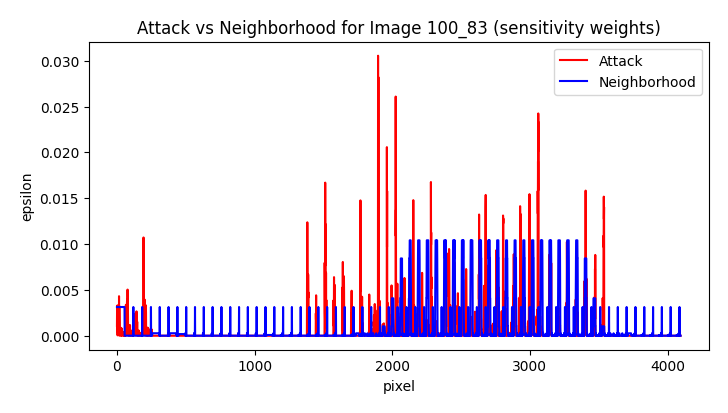 Attack vs Neighborhood for Image 100_83 (sensitivity weights)
Attack
Neighborhood
0.030
0.025
0.020
0.015
0.010
0.005
0.000
epsilon
0
1000
2000
3000
4000
pixel